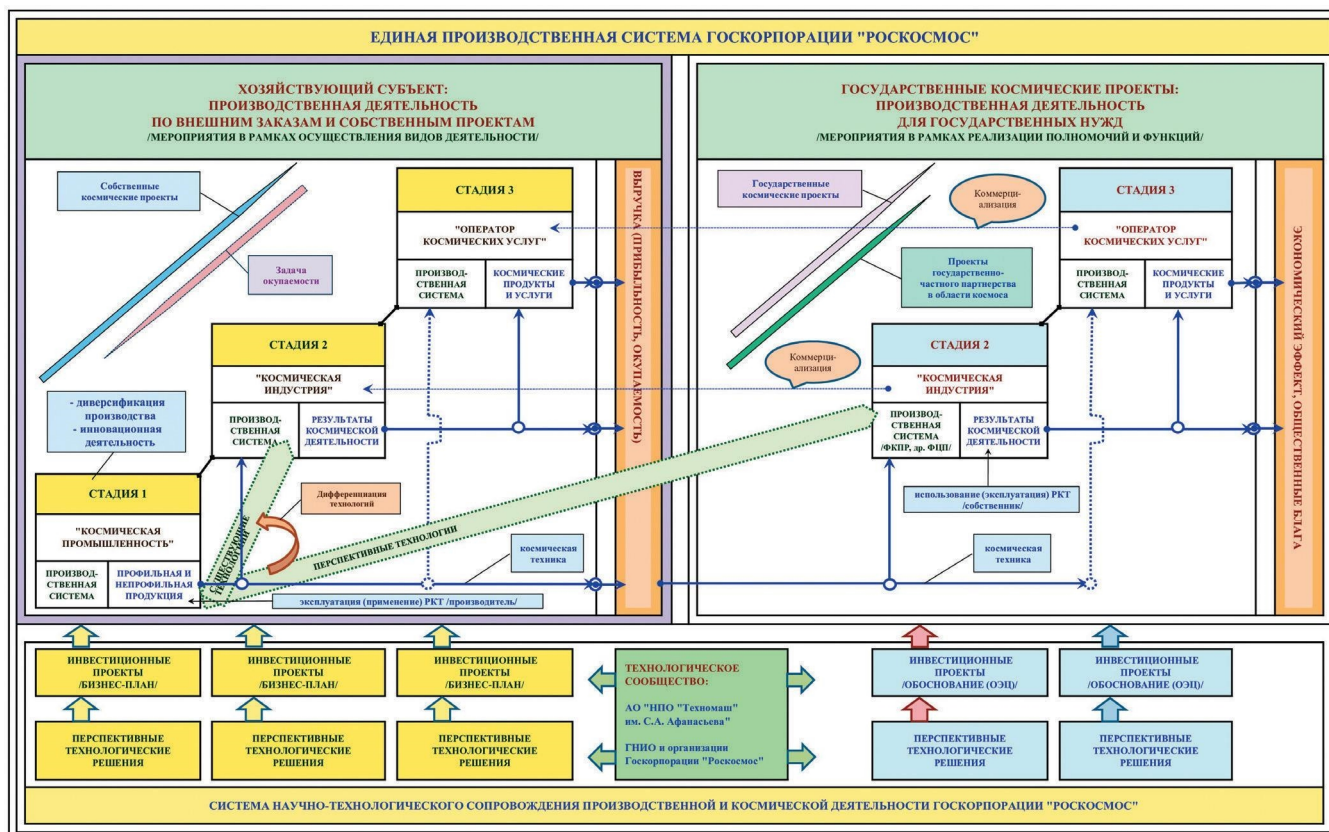 ЕДИНАЯ ПРОИЗВОДСТВЕННАЯ СИСТЕМА ГОСКОРПОРАЦИИ "РОСКОСМОС"
ХОЗЯЙСТВУЮЩИЙ СУБЪЕКТ:
ПРОИЗВОДСТВЕННАЯ ДЕЯТЕЛЬНОСТЬ
ПО ВНЕШНИМ ЗАКАЗАМ И СОБСТВЕННЫМ ПРОЕКТАМ
/МЕРОПРИЯТИЯ В РАМКАХ ОСУЩЕСТВЛЕНИЯ ВИДОВ ДЕЯТЕЛЬНОСТИ/
Собственные
космические проекты
Задача
окупаемости
СТАДИЯ 3
"ОПЕРАТОР
КОСМИЧЕСКИХ УСЛУГ"
ПРОИЗВОД-
СТВЕННАЯ
СИСТЕМА
КОСМИЧЕСКИЕ
ПРОДУКТЫ
И УСЛУГИ
СТАДИЯ 2
"КОСМИЧЕСКАЯ
ИНДУСТРИЯ"
ПРОИЗВОД-
СТВЕННАЯ
СИСТЕМА
РЕЗУЛЬТАТЫ
КОСМИЧЕСКОЙ
ДЕЯТЕЛЬНОСТИ
- диверсификация
производства
- инновационная
деятельность
СТАДИЯ 1
"КОСМИЧЕСКАЯ
ПРОМЫШЛЕННОСТЬ"
ПРОИЗВОД-
СТВЕННАЯ
СИСТЕМА
ПРОФИЛЬНАЯ И
НЕПРОФИЛЬНАЯ
ПРОДУКЦИЯ
СУЩЕСТВУЮЩИЕ
ТЕХНОЛОГИИ
Дифференциация
технологий
ПЕРСПЕКТИВНЫЕ ТЕХНОЛОГИИ
космическая
техника
эксплуатация (применение) РКТ /производитель/
ВЫРУЧКА (ПРИБЫЛЬНОСТЬ, ОКУПАЕМОСТЬ)
ГОСУДАРСТВЕННЫЕ КОСМИЧЕСКИЕ ПРОЕКТЫ:
ПРОИЗВОДСТВЕННАЯ ДЕЯТЕЛЬНОСТЬ
ДЛЯ ГОСУДАРСТВЕННЫХ НУЖД
/МЕРОПРИЯТИЯ В РАМКАХ РЕАЛИЗАЦИИ ПОЛНОМОЧИЙ И ФУНКЦИЙ/
Государственные
космические проекты
Коммерци-
ализация
Проекты
государственно-
частного партнерства
в области космоса
СТАДИЯ 3
"ОПЕРАТОР
КОСМИЧЕСКИХ УСЛУГ"
ПРОИЗВОД-
СТВЕННАЯ
СИСТЕМА
КОСМИЧЕСКИЕ
ПРОДУКТЫ
И УСЛУГИ
Коммерци-
ализация
СТАДИЯ 2
"КОСМИЧЕСКАЯ
ИНДУСТРИЯ"
ПРОИЗВОД-
СТВЕННАЯ
СИСТЕМА
/ФКПР, др. ФЦП/
РЕЗУЛЬТАТЫ
КОСМИЧЕСКОЙ
ДЕЯТЕЛЬНОСТИ
использование (эксплуатация) РКТ
/собственник/
космическая
техника
ЭКОНОМИЧЕСКИЙ ЭФФЕКТ, ОБЩЕСТВЕННЫЕ БЛАГА
ИНВЕСТИЦИОННЫЕ
ПРОЕКТЫ
/БИЗНЕС-ПЛАН/
ИНВЕСТИЦИОННЫЕ
ПРОЕКТЫ
/БИЗНЕС-ПЛАН/
ИНВЕСТИЦИОННЫЕ
ПРОЕКТЫ
/БИЗНЕС-ПЛАН/
ПЕРСПЕКТИВНЫЕ
ТЕХНОЛОГИЧЕСКИЕ
РЕШЕНИЯ
ПЕРСПЕКТИВНЫЕ
ТЕХНОЛОГИЧЕСКИЕ
РЕШЕНИЯ
ПЕРСПЕКТИВНЫЕ
ТЕХНОЛОГИЧЕСКИЕ
РЕШЕНИЯ
ТЕХНОЛОГИЧЕСКОЕ
СООБЩЕСТВО:
АО "НПО "Техномаш"
им. С.А. Афанасьева"
ГНИО и организации
Госкорпорации "Роскосмос"
ИНВЕСТИЦИОННЫЕ
ПРОЕКТЫ
/ОБОСНОВАНИЕ (ОЭЦ)/
ИНВЕСТИЦИОННЫЕ
ПРОЕКТЫ
/ОБОСНОВАНИЕ (ОЭЦ)/
ПЕРСПЕКТИВНЫЕ
ТЕХНОЛОГИЧЕСКИЕ
РЕШЕНИЯ
ПЕРСПЕКТИВНЫЕ
ТЕХНОЛОГИЧЕСКИЕ
РЕШЕНИЯ
СИСТЕМА НАУЧНО-ТЕХНОЛОГИЧЕСКОГО СОПРОВОЖДЕНИЯ ПРОИЗВОДСТВЕННОЙ И КОСМИЧЕСКОЙ ДЕЯТЕЛЬНОСТИ ГОСКОРПОРАЦИИ "РОСКОСМОС"